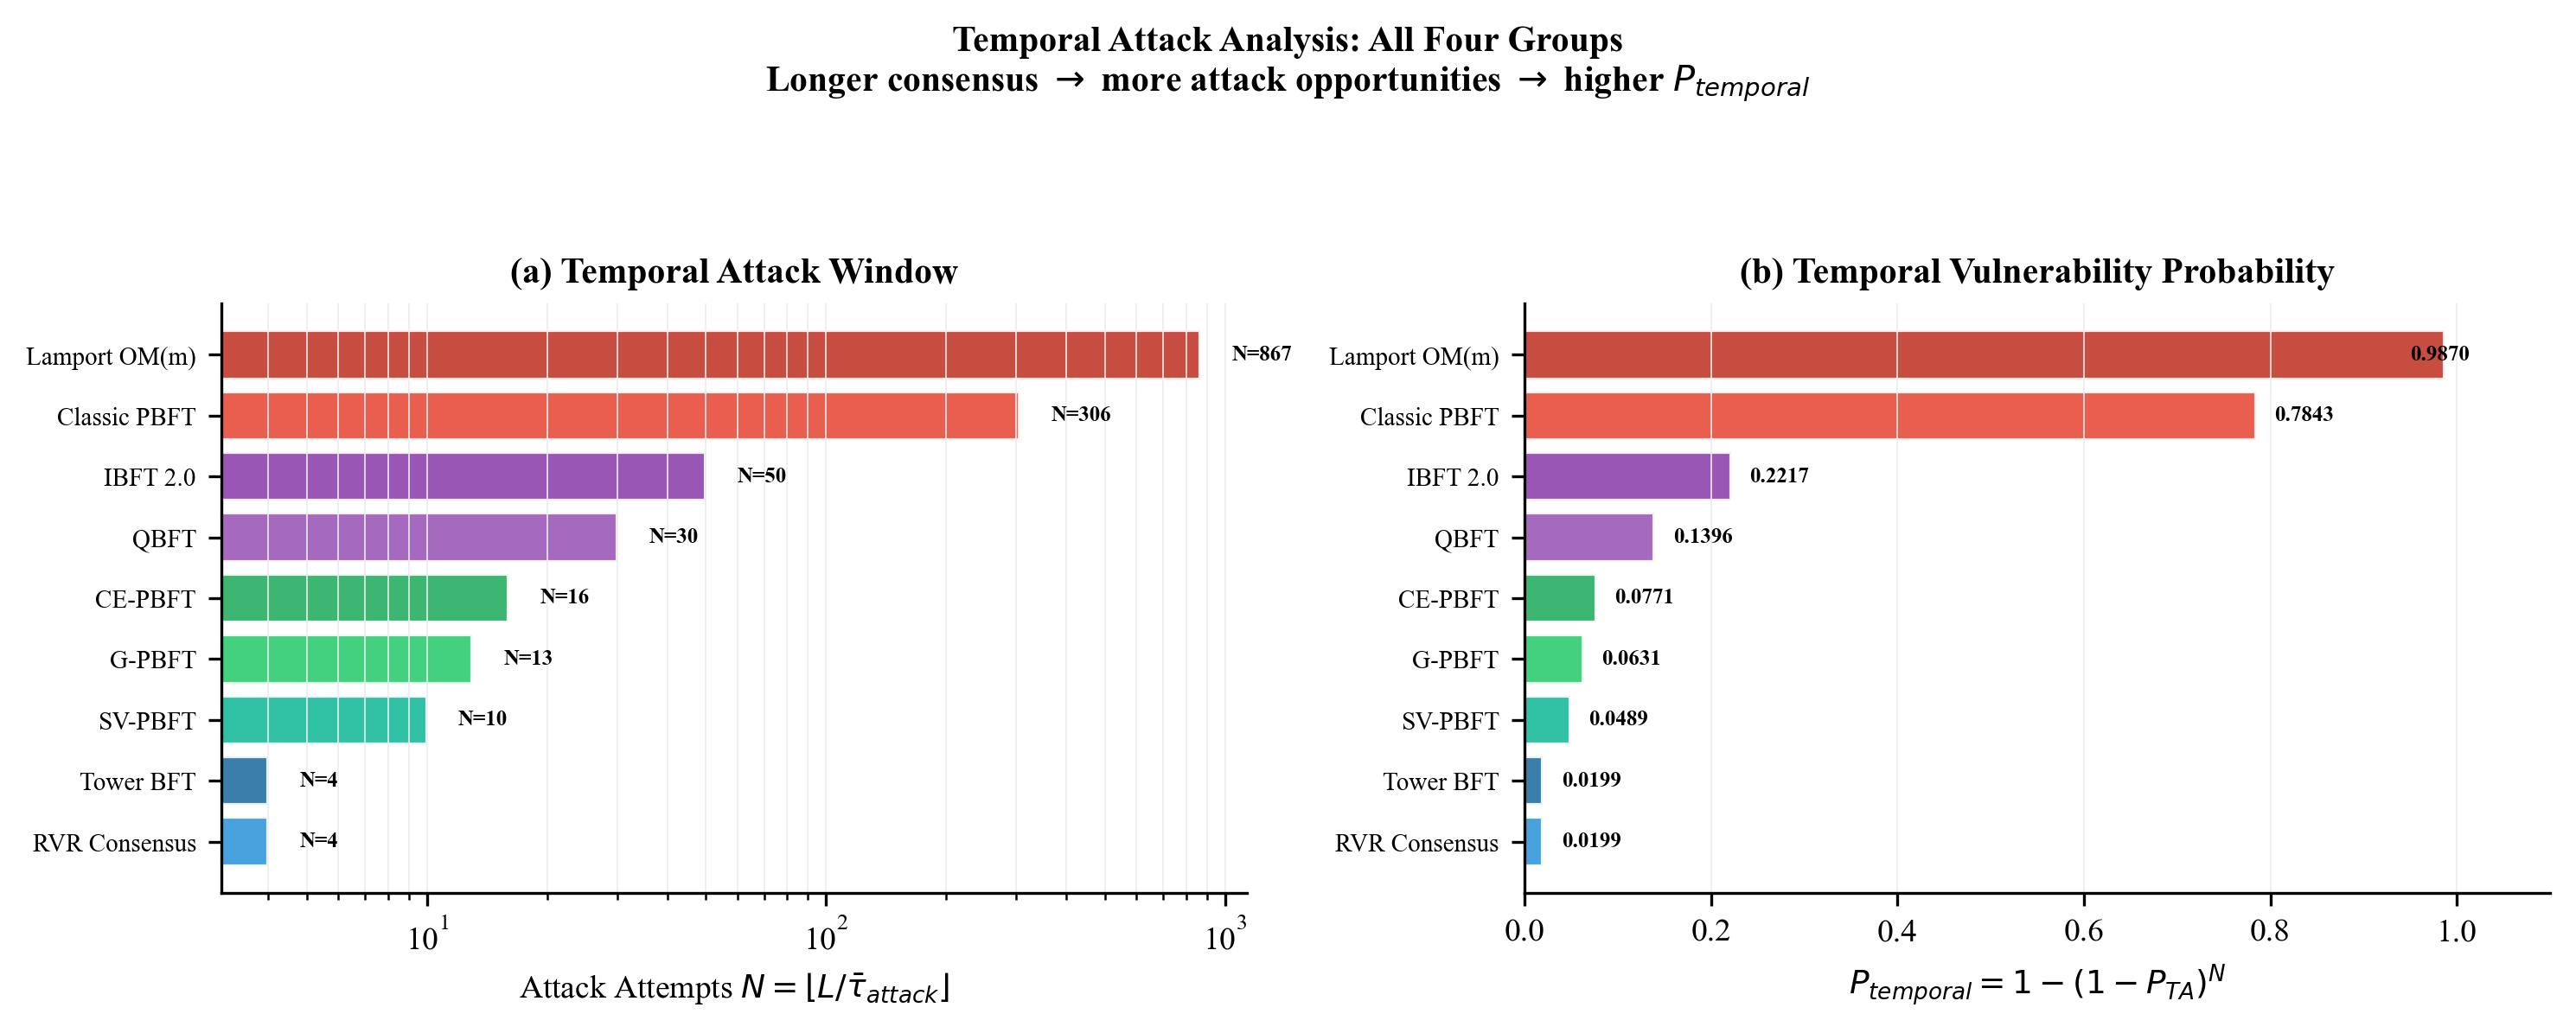 Temporal Attack Analysis: All Four Groups
Longer consensus → more attack opportunities → higher P_temporal
(a) Temporal Attack Window
Lamport OM(m)
N=867
Classic PBFT
N=306
IBFT 2.0
N=50
QBFT
N=30
CE-PBFT
N=16
G-PBFT
N=13
SV-PBFT
N=10
Tower BFT
N=4
RVR Consensus
N=4
10^1 10^2 10^3
Attack Attempts N = ⌊L/τ̄_attack⌋
(b) Temporal Vulnerability Probability
Lamport OM(m)
0.9870
Classic PBFT
0.7843
IBFT 2.0
0.2217
QBFT
0.1396
CE-PBFT
0.0771
G-PBFT
0.0631
SV-PBFT
0.0489
Tower BFT
0.0199
RVR Consensus
0.0199
0.0 0.2 0.4 0.6 0.8 1.0
P_temporal = 1 − (1 − P_TA)^N